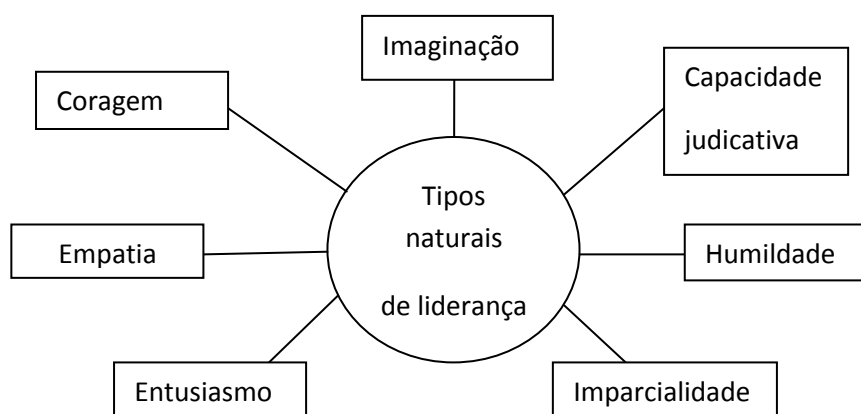 Imaginação
Coragem
Capacidade
judicativa
Tipos
naturais
de liderança
Empatia
Humildade
Entusiasmo
Imparcialidade